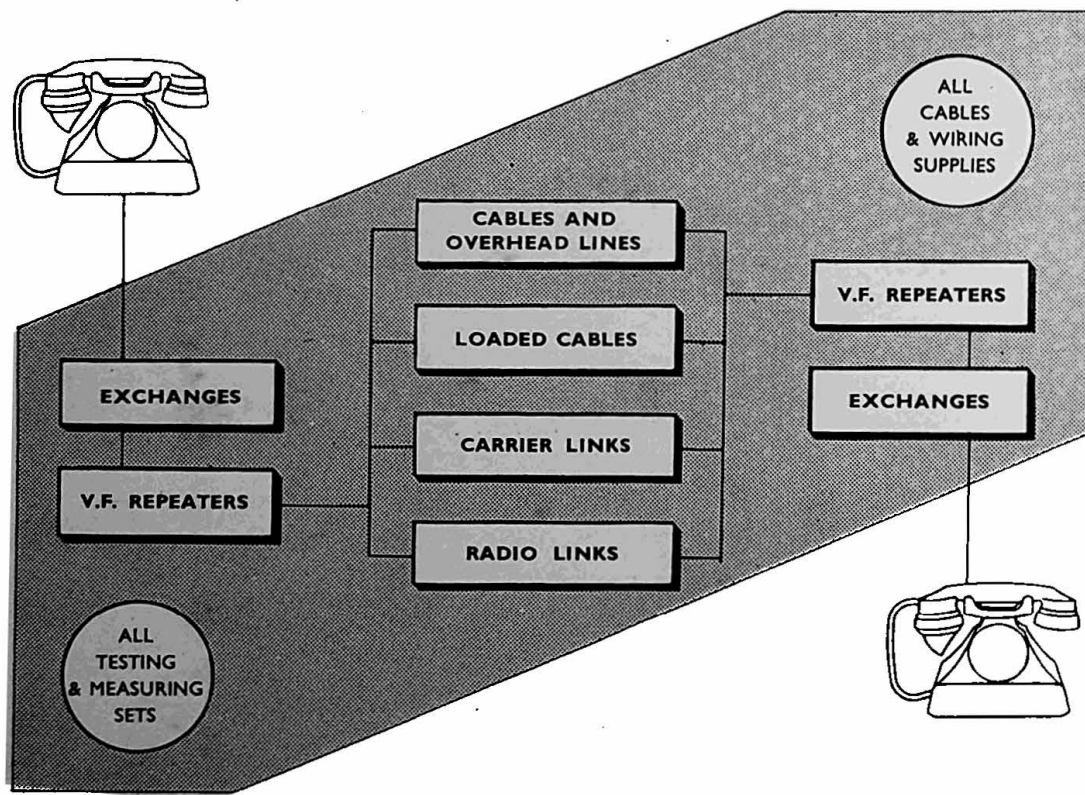 ALL
CABLES
& WIRING
SUPPLIES
CABLES AND
OVERHEAD LINES
V.F. REPEATERS
LOADED CABLES
EXCHANGES
EXCHANGES
CARRIER LINKS
V.F. REPEATERS
RADIO LINKS
ALL
TESTING
& MEASURING
SETS